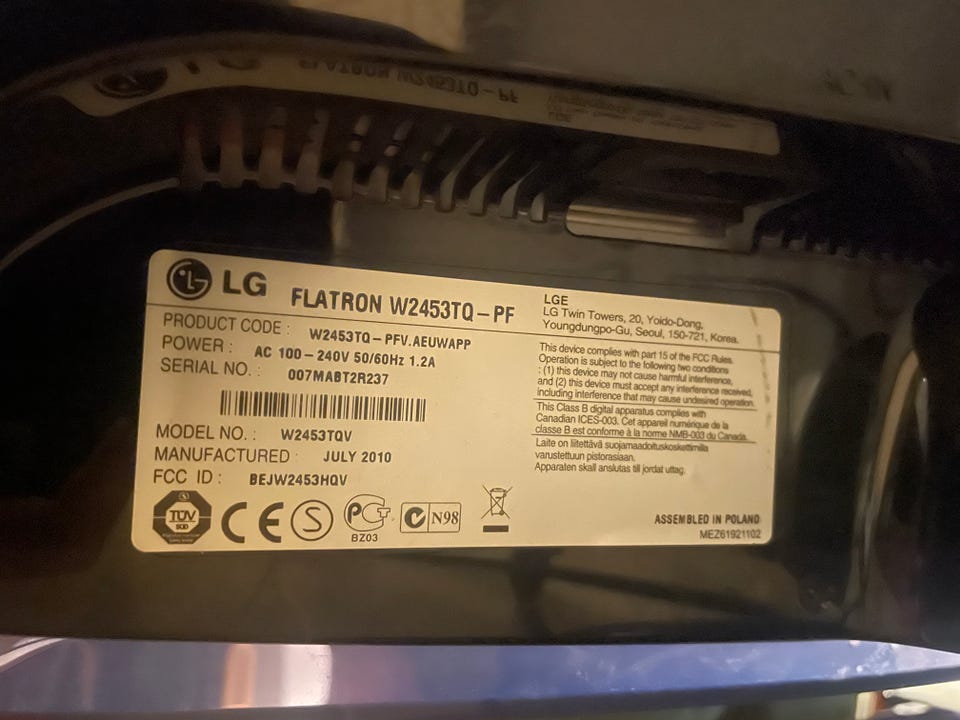 LG FLATRON W2453TQ-PF
PRODUCT CODE : W2453TQ-PFV.AEUWAPP
POWER : AC 100-240V 50/60Hz 1.2A
SERIAL NO. : 007MABT2R237
MODEL NO. : W2453TQV
MANUFACTURED : JULY 2010
FCC ID : BEJW2453HQV
TÜV
CE S PCT N98
BZ03
LGE
LG Twin Towers, 20, Yoido-Dong,
Youngdungpo-Gu, Seoul, 150-721, Korea.
This device complies with part 15 of the FCC Rules.
Operation is subject to the following two conditions
: (1) this device may not cause harmful interference,
and (2) this device must accept any interference received,
including interference that may cause undesired operation.
This Class B digital apparatus complies with
Canadian ICES-003. Cet appareil numérique de la
classe B est conforme à la norme NMB-003 du Canada.
Laite on liitettävä suojamaadoituskoskettimilla
varustettuun pistorasiaan.
Apparaten skall anslutas till jordat uttag.
ASSEMBLED IN POLAND
MEZ61921102